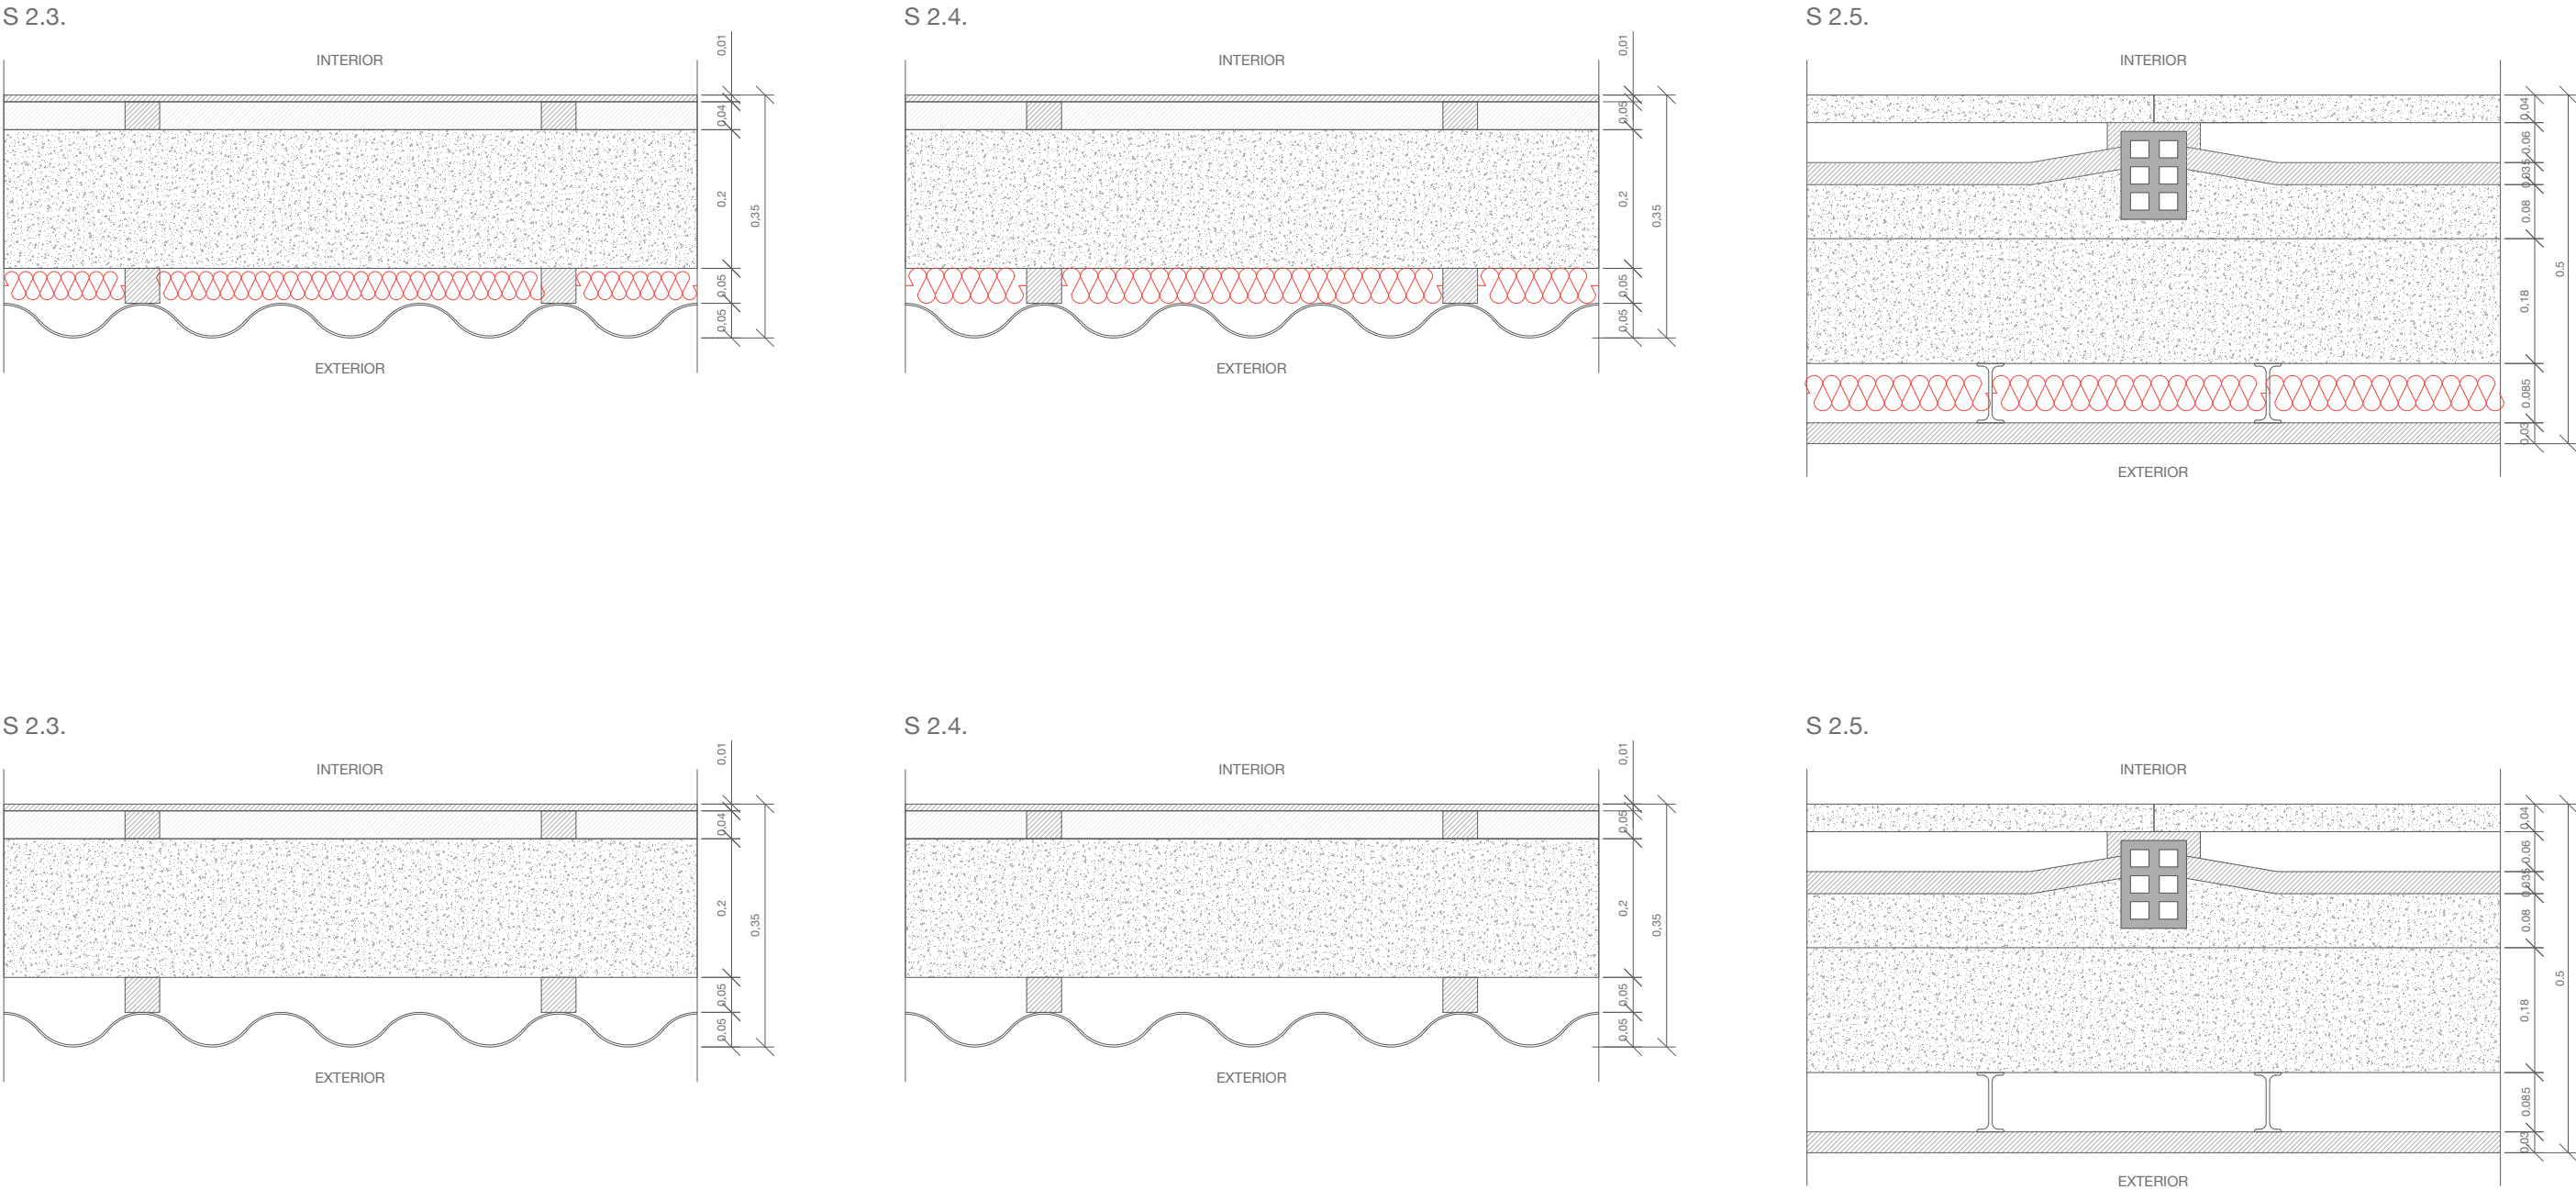 S 2.3.
INTERIOR
0,01
0,04
0,2
0,05
0,05
0,35
EXTERIOR
S 2.4.
INTERIOR
0,01
0,05
0,2
0,05
0,05
0,35
EXTERIOR
S 2.5.
INTERIOR
0.04
0.06
0.035
0.08
0,18
0.085
0,03
0.5
EXTERIOR
S 2.3.
INTERIOR
0,01
0,04
0,2
0,05
0,05
0,35
EXTERIOR
S 2.4.
INTERIOR
0,01
0,05
0,2
0,05
0,05
0,35
EXTERIOR
S 2.5.
INTERIOR
0.04
0.06
0.035
0.08
0,18
0.085
0,03
0.5
EXTERIOR